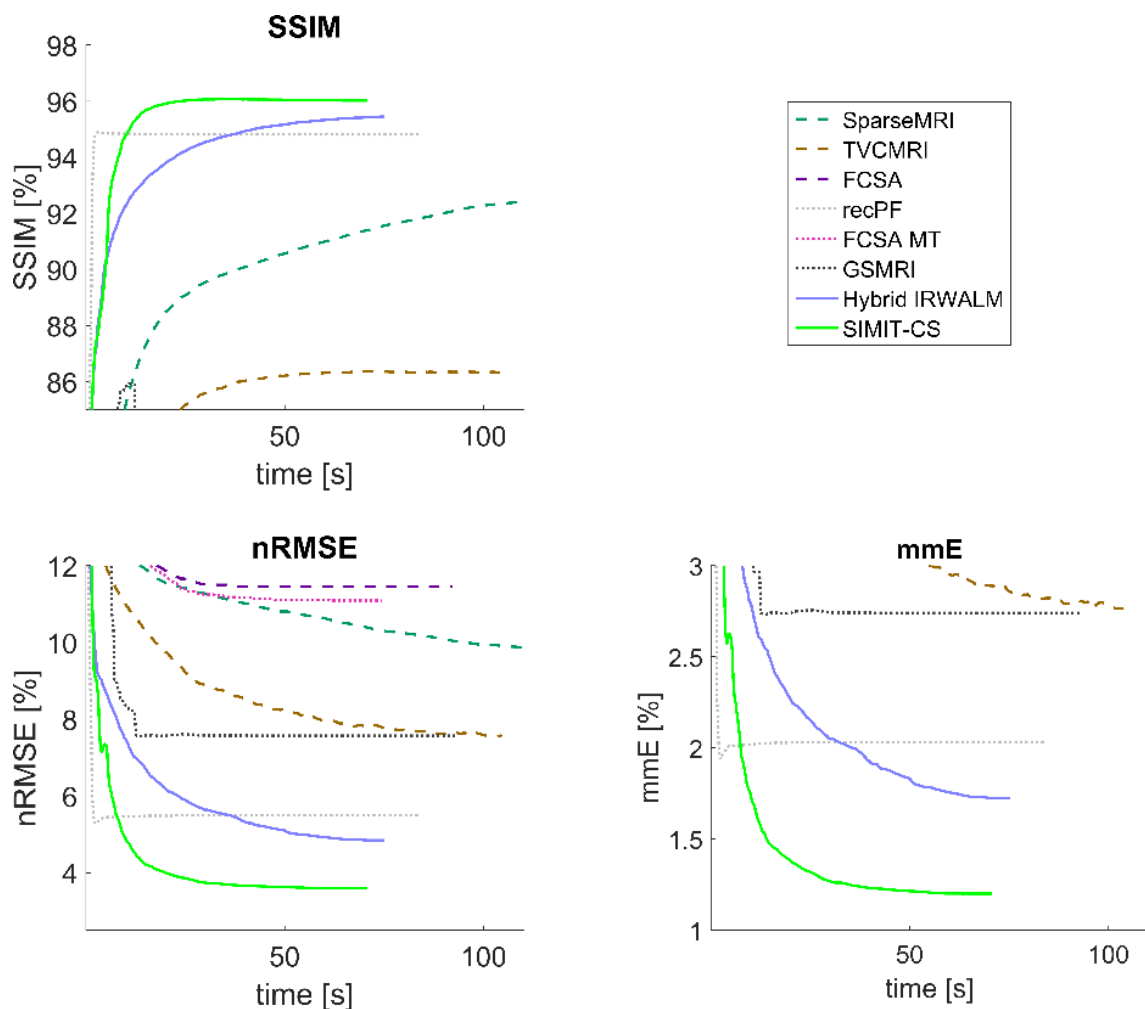 SSIM
98
96
94
92
90
88
86
SSIM [%]
50
100
time [s]
SparseMRI
TVCMRI
FCSA
recPF
FCSA MT
GSMRI
Hybrid IRWALM
SIMIT-CS
nRMSE
12
10
8
6
4
nRMSE [%]
50
100
time [s]
mmE
3
2.5
2
1.5
1
mmE [%]
50
100
time [s]